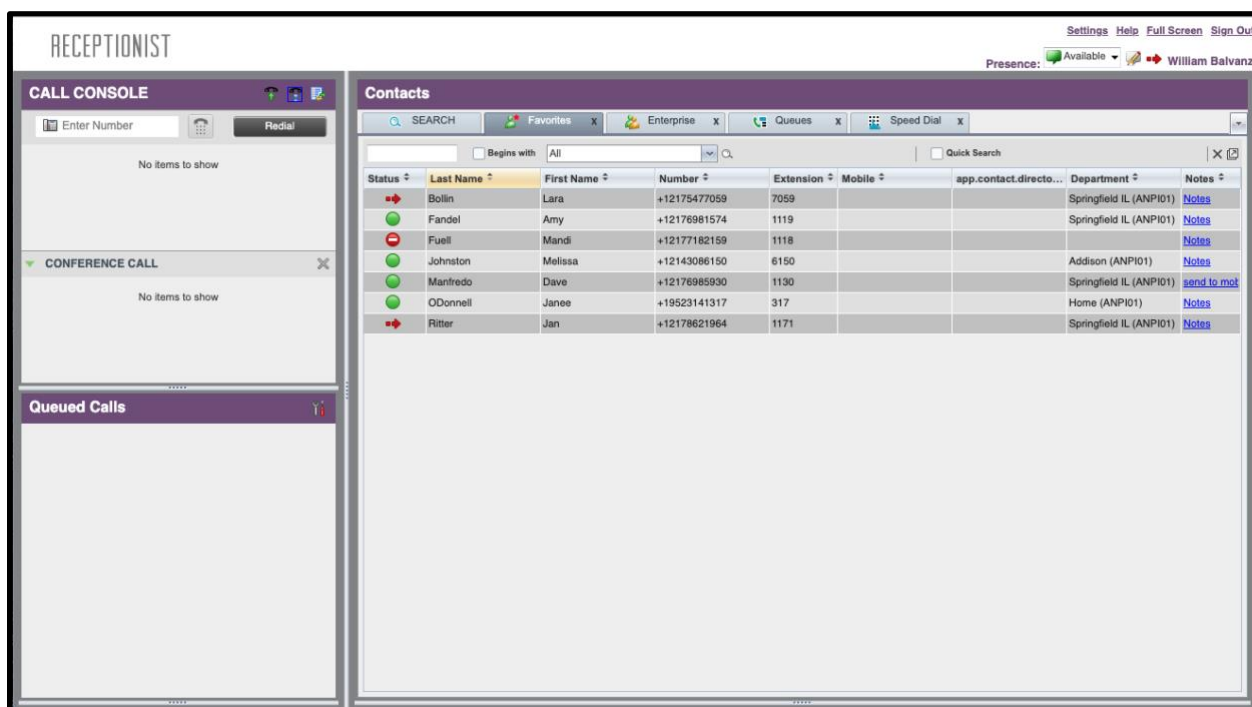 RECEPTIONIST
Settings Help Full Screen Sign Out
Presence: Available William Balvanz
CALL CONSOLE
Enter Number Redial
No items to show
CONFERENCE CALL
No items to show
Queued Calls
Contacts
SEARCH Favorites x Enterprise x Queues x Speed Dial x
Begins with All Quick Search
Status Last Name First Name Number Extension Mobile app.contact.directo... Department Notes
Bollin Lara +12175477059 7059 Springfield IL (ANPI01) Notes
Fandel Amy +12176981574 1119 Springfield IL (ANPI01) Notes
Fuell Mandi +12177182159 1118 Notes
Johnston Melissa +12143086150 6150 Addison (ANPI01) Notes
Manfredo Dave +12176985930 1130 Springfield IL (ANPI01) send to mob
ODonnell Janee +19523141317 317 Home (ANPI01) Notes
Ritter Jan +12178621964 1171 Springfield IL (ANPI01) Notes